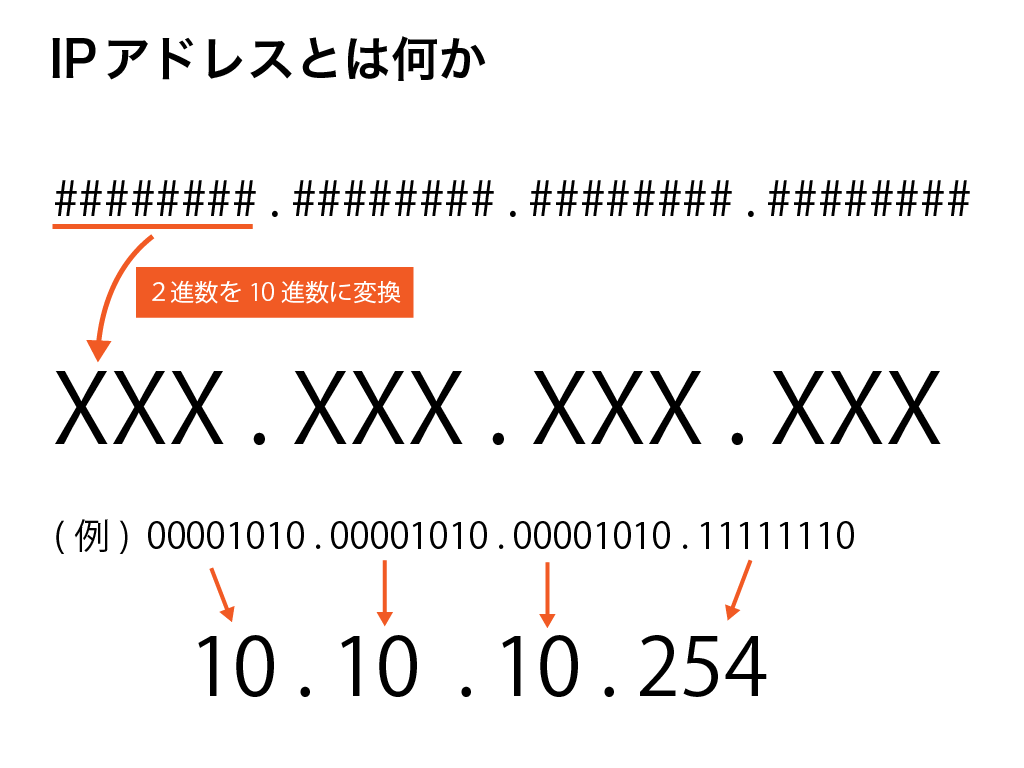 IPアドレスとは何か
######## . ######## . ######## . ########
２進数を 10 進数に変換
XXX . XXX . XXX . XXX
( 例 ) 00001010 . 00001010 . 00001010 . 11111110
10 . 10 . 10 . 254